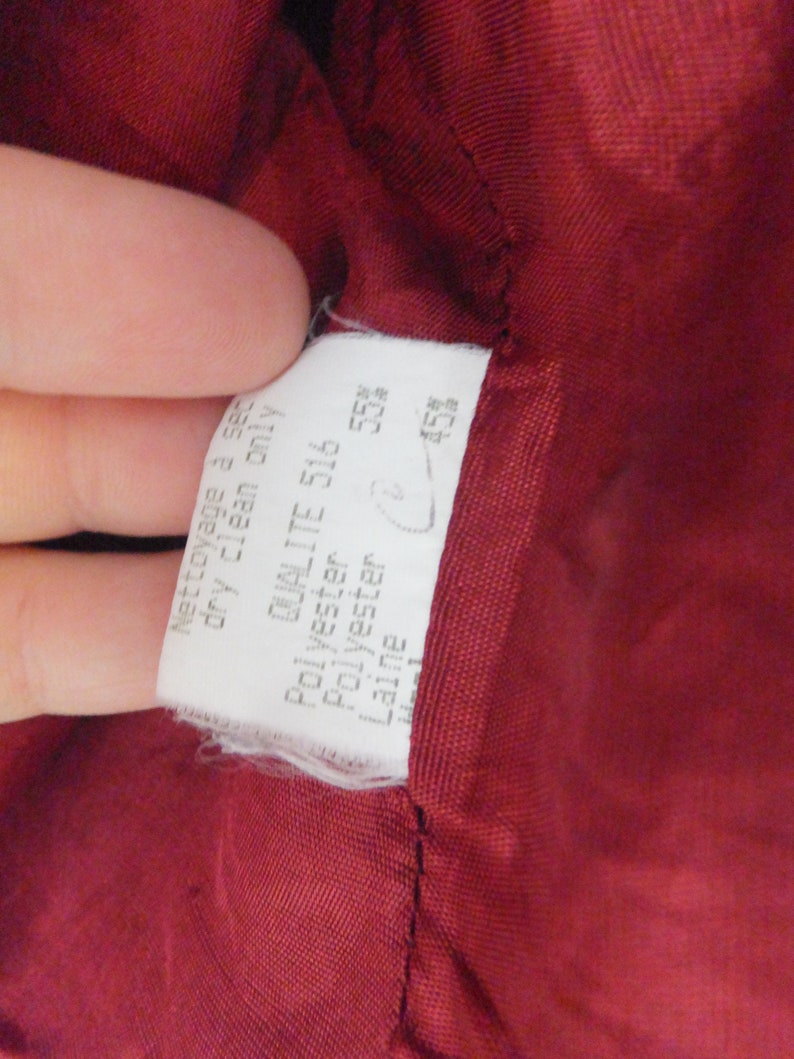 Nettoyage à sec
dry clean only
QUALITE 516
Polyester 55%
Polyester
Laine 45%